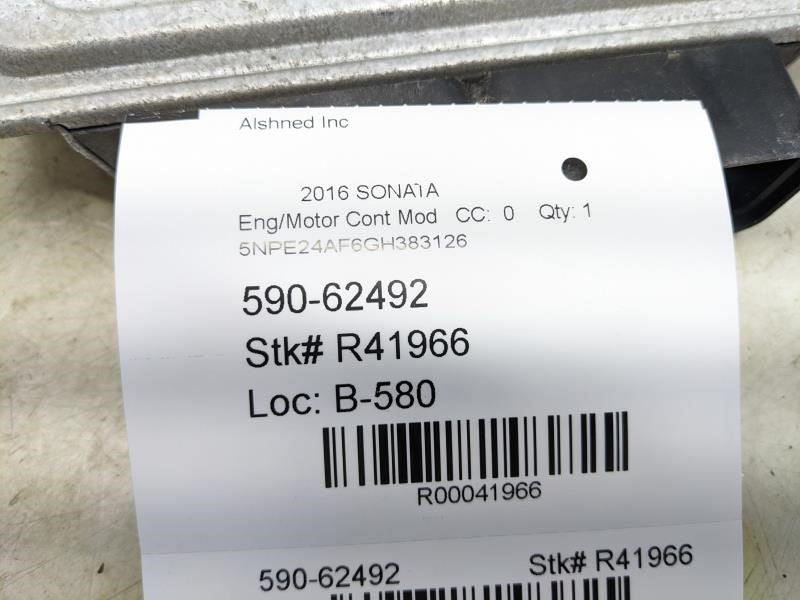 Alshned Inc
2016 SONATA
Eng/Motor Cont Mod CC: 0 Qty: 1
5NPE24AF6GH383126
590-62492
Stk# R41966
Loc: B-580
R00041966
590-62492 Stk# R41966